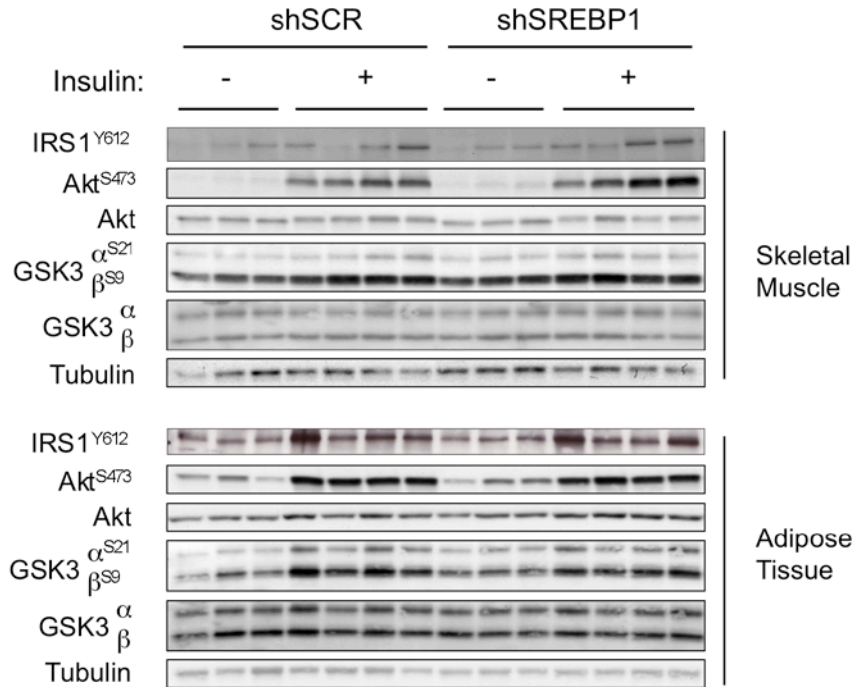 shSCR shSREBP1
Insulin: - + - +
IRS1Y612
AktS473
Akt
GSK3 αS21
βS9
GSK3 α
β
Tubulin
Skeletal
Muscle
IRS1Y612
AktS473
Akt
GSK3 αS21
βS9
GSK3 α
β
Tubulin
Adipose
Tissue